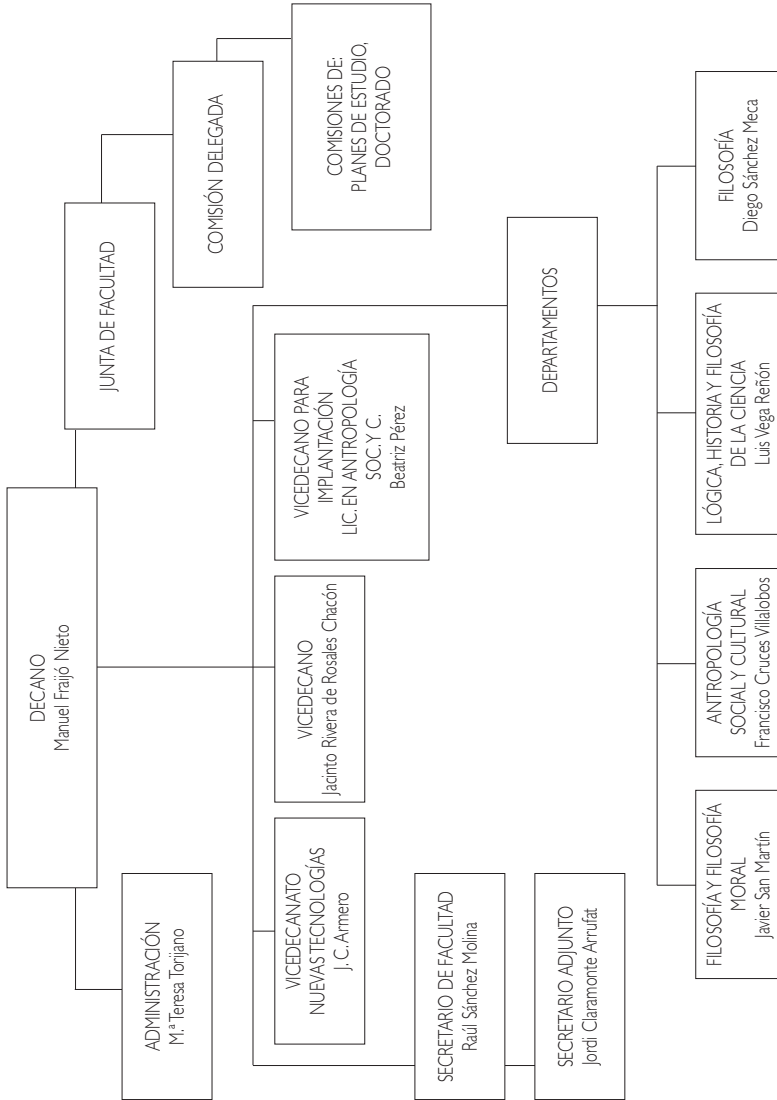 DECANO
Manuel Fraijó Nieto
ADMINISTRACIÓN
M.ª Teresa Torijano
JUNTA DE FACULTAD
COMISIÓN DELEGADA
COMISIONES DE:
PLANES DE ESTUDIO,
DOCTORADO
VICEDECANATO
NUEVAS TECNOLOGÍAS
J. C. Armero
VICEDECANO
Jacinto Rivera de Rosales Chacón
VICEDECANO PARA
IMPLANTACIÓN
LIC. EN ANTROPOLOGÍA
SOC. Y C.
Beatriz Pérez
SECRETARIO DE FACULTAD
Raúl Sánchez Molina
SECRETARIO ADJUNTO
Jordi Claramonte Arrufat
DEPARTAMENTOS
FILOSOFÍA Y FILOSOFÍA
MORAL
Javier San Martín
ANTROPOLOGÍA
SOCIAL Y CULTURAL
Francisco Cruces Villalobos
LÓGICA, HISTORIA Y FILOSOFÍA
DE LA CIENCIA
Luis Vega Reñón
FILOSOFÍA
Diego Sánchez Meca